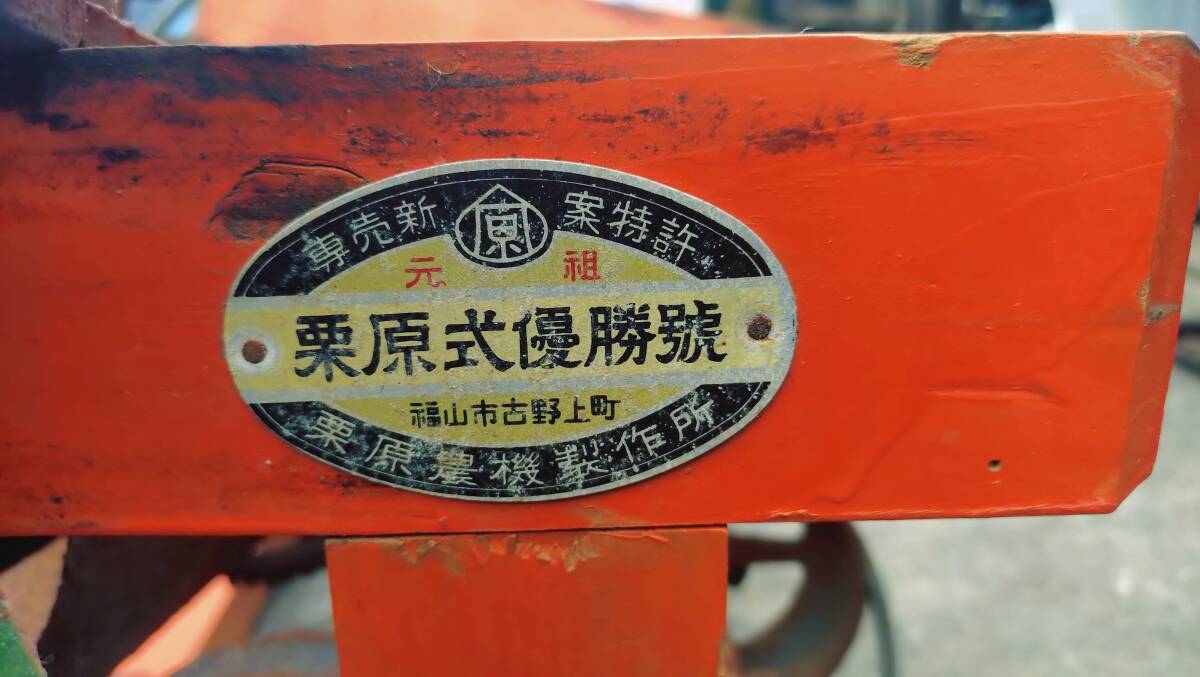 専売新案特許
原
元祖
栗原式優勝號
福山市古野上町
栗原農機製作所